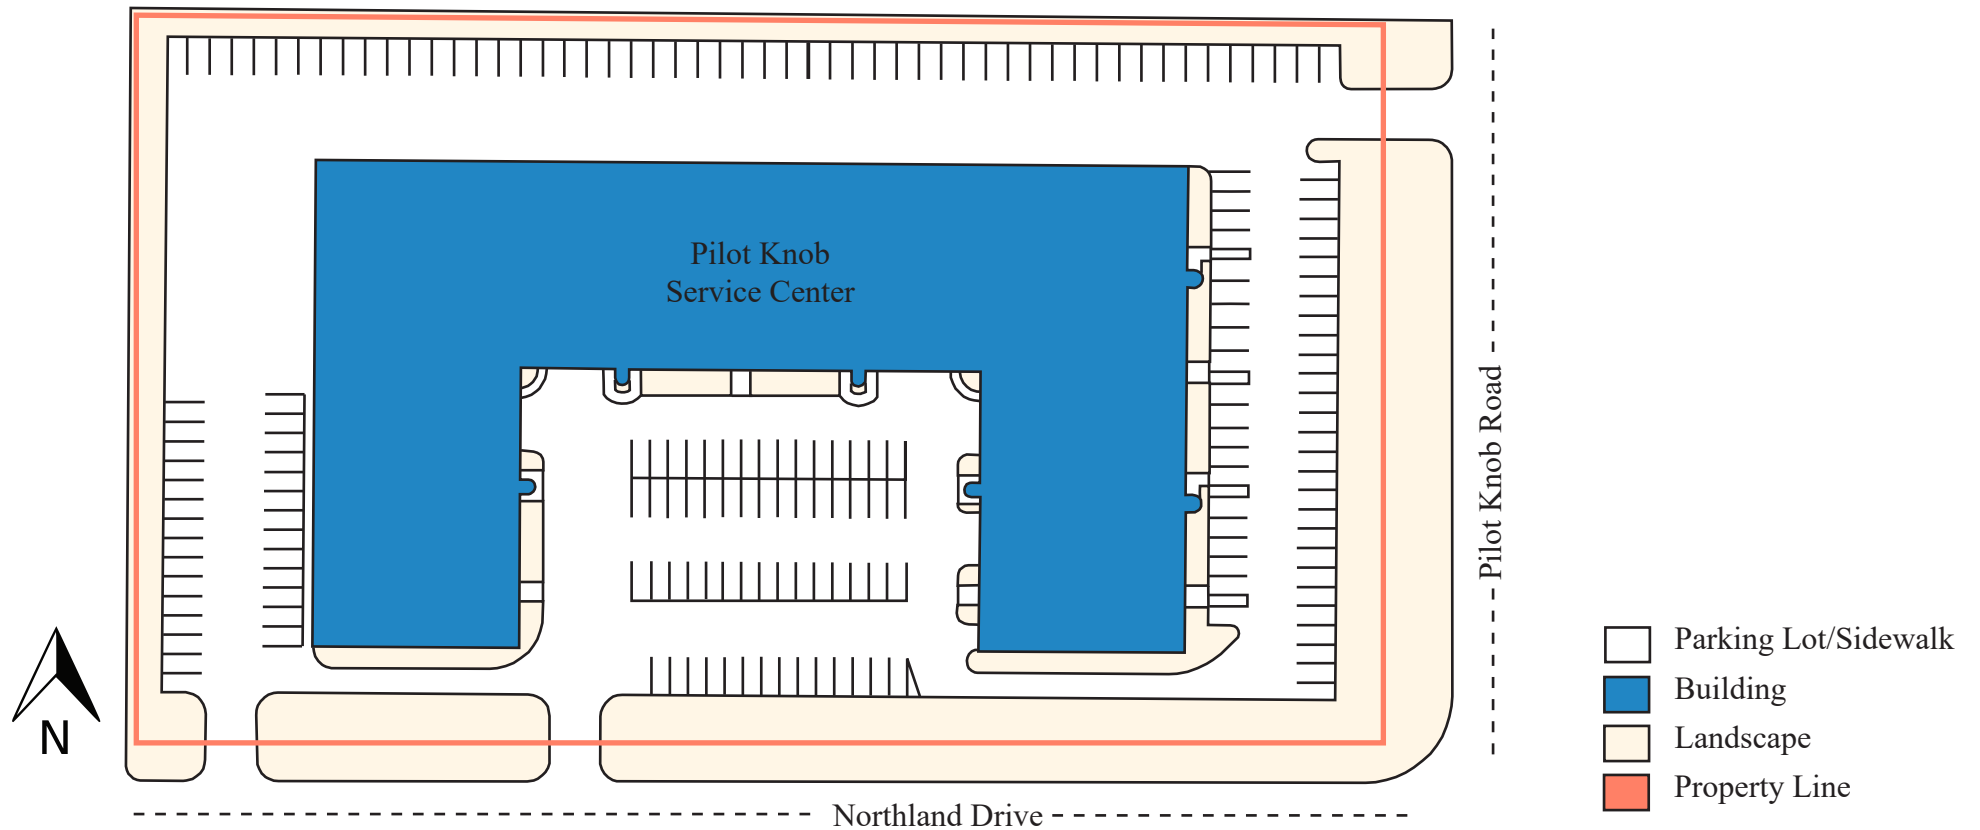 Pilot Knob
Service Center
Pilot Knob Road
N
Parking Lot/Sidewalk
Building
Landscape
Property Line
Northland Drive